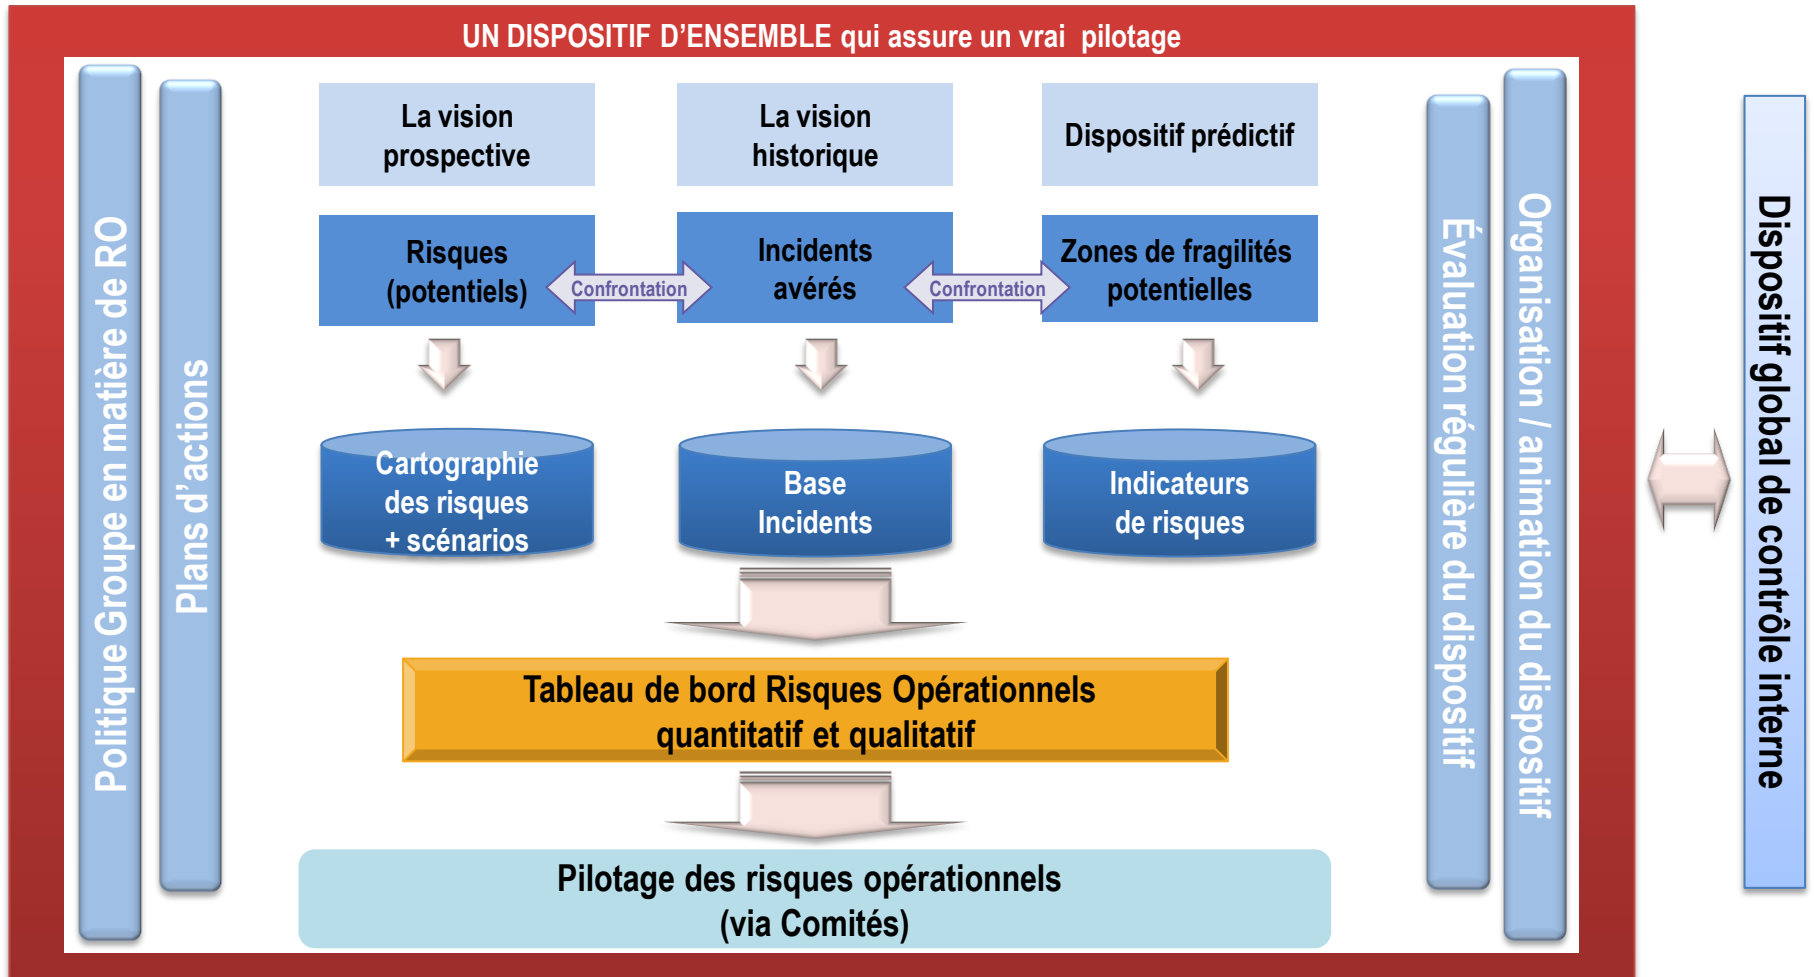 UN DISPOSITIF D'ENSEMBLE qui assure un vrai pilotage
Politique Groupe en matière de RO
Plans d'actions
La vision
prospective
La vision
historique
Dispositif prédictif
Risques
(potentiels)
Confrontation
Incidents
avérés
Confrontation
Zones de fragilités
potentielles
Cartographie
des risques
+ scénarios
Base
Incidents
Indicateurs
de risques
Tableau de bord Risques Opérationnels
quantitatif et qualitatif
Pilotage des risques opérationnels
(via Comités)
Évaluation régulière du dispositif
Organisation / animation du dispositif
Dispositif global de contrôle interne